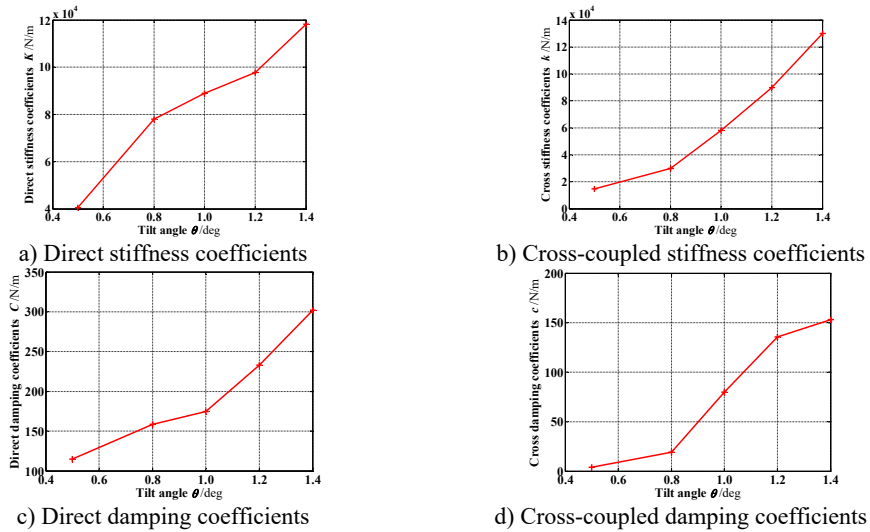 × 10⁴
12
10
8
6
4
0.4 0.6 0.8 1.0 1.2 1.4
Direct stiffness coefficients K /N/m
Tilt angle θ /deg
a) Direct stiffness coefficients
× 10⁴
14
12
10
8
6
4
2
0
0.4 0.6 0.8 1.0 1.2 1.4
Cross stiffness coefficients k /N/m
Tilt angle θ /deg
b) Cross-coupled stiffness coefficients
350
300
250
200
150
100
0.4 0.6 0.8 1.0 1.2 1.4
Direct damping coefficients C /N/m
Tilt angle θ /deg
c) Direct damping coefficients
200
150
100
50
0
0.4 0.6 0.8 1.0 1.2 1.4
Cross damping coefficients c /N/m
Tilt angle θ /deg
d) Cross-coupled damping coefficients